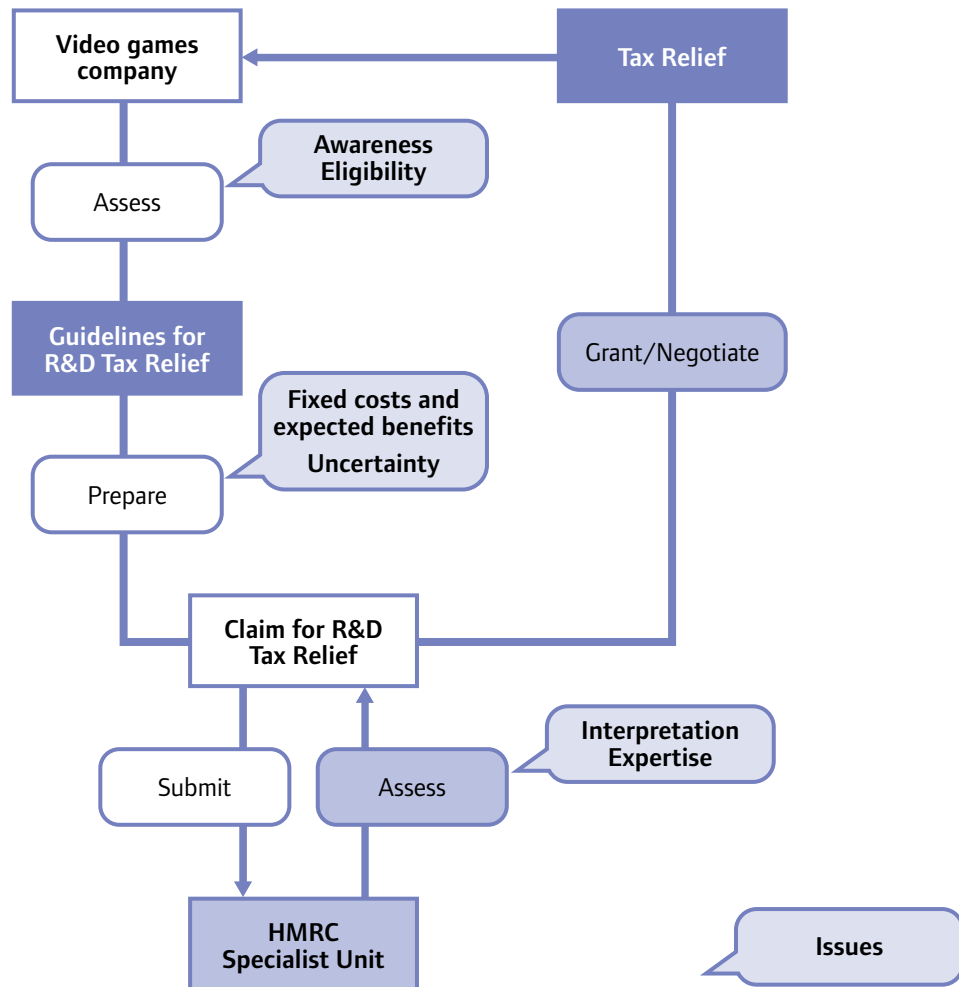 Video games
company
Tax Relief
Awareness
Eligibility
Assess
Guidelines for
R&D Tax Relief
Grant/Negotiate
Fixed costs and
expected benefits
Uncertainty
Prepare
Claim for R&D
Tax Relief
Interpretation
Expertise
Submit
Assess
HMRC
Specialist Unit
Issues